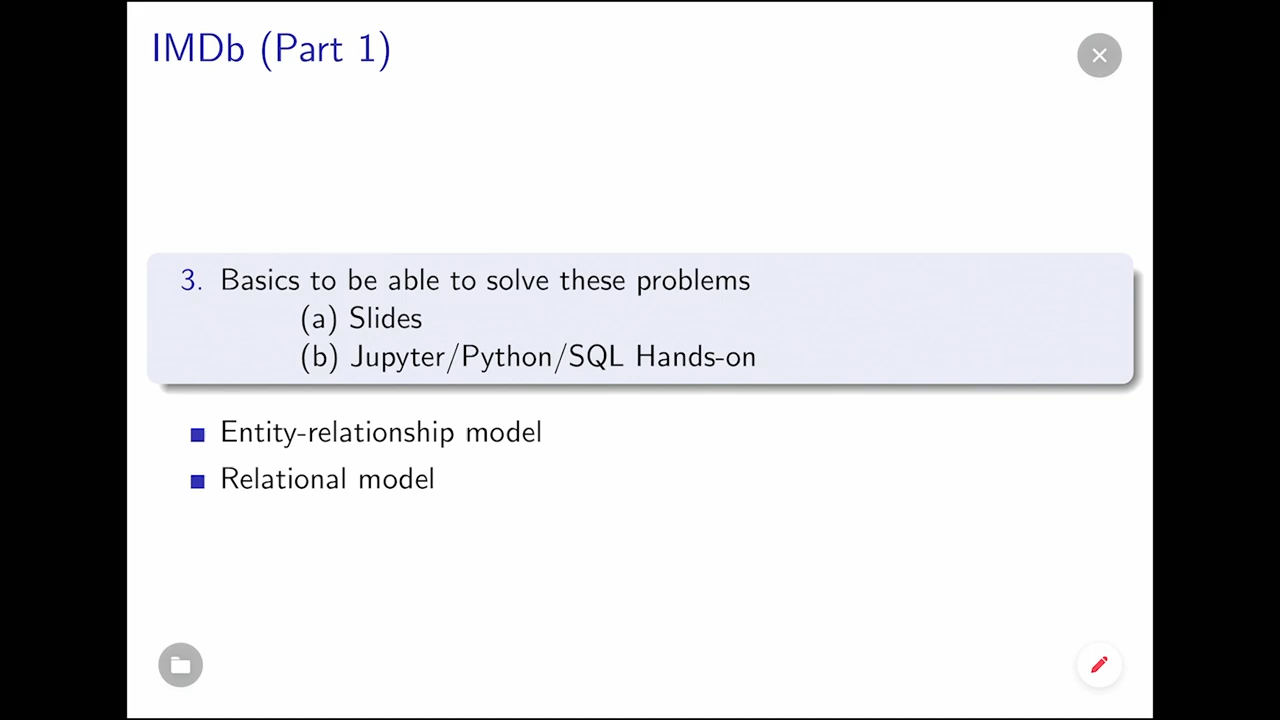 IMDb (Part 1)
3. Basics to be able to solve these problems
(a) Slides
(b) Jupyter/Python/SQL Hands-on
Entity-relationship model
Relational model